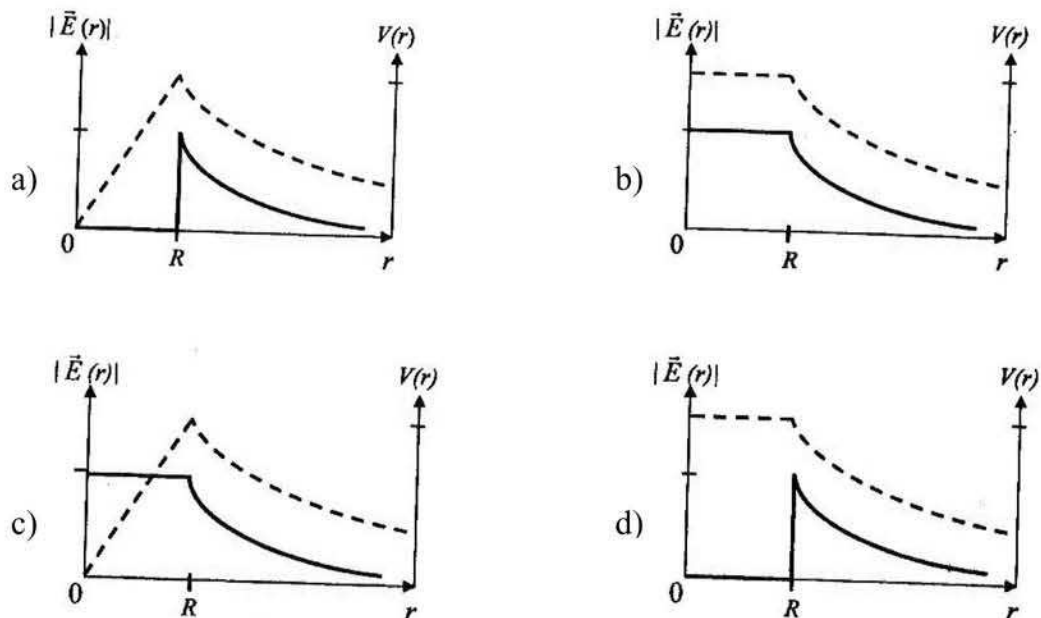 |E⃗(r)| V(r) |E⃗(r)| V(r)
a) b)
0 R r 0 R r
|E⃗(r)| V(r) |E⃗(r)| V(r)
c) d)
0 R r 0 R r